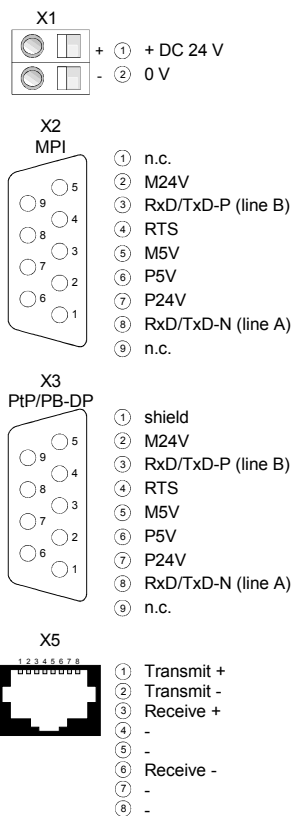 X1
+ ① + DC 24 V
- ② 0 V
X2
MPI
5
9
4
8
3
7
2
6
1
① n.c.
② M24V
③ RxD/TxD-P (line B)
④ RTS
⑤ M5V
⑥ P5V
⑦ P24V
⑧ RxD/TxD-N (line A)
⑨ n.c.
X3
PtP/PB-DP
5
9
4
8
3
7
2
6
1
① shield
② M24V
③ RxD/TxD-P (line B)
④ RTS
⑤ M5V
⑥ P5V
⑦ P24V
⑧ RxD/TxD-N (line A)
⑨ n.c.
X5
1 2 3 4 5 6 7 8
① Transmit +
② Transmit -
③ Receive +
④ -
⑤ -
⑥ Receive -
⑦ -
⑧ -